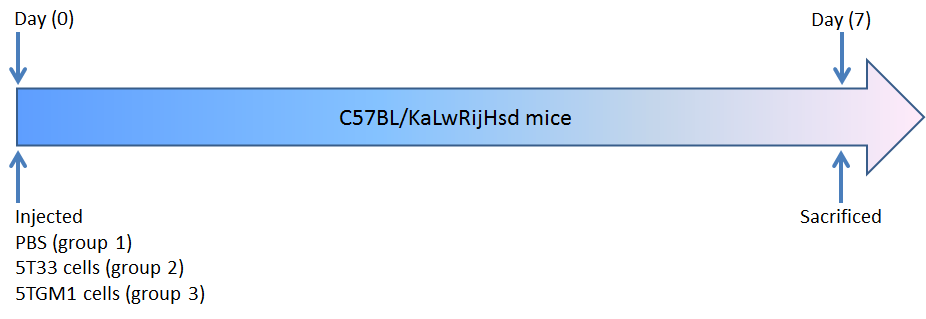 Day (0)
Day (7)
C57BL/KaLwRijHsd mice
Injected
PBS (group 1)
5T33 cells (group 2)
5TGM1 cells (group 3)
Sacrificed